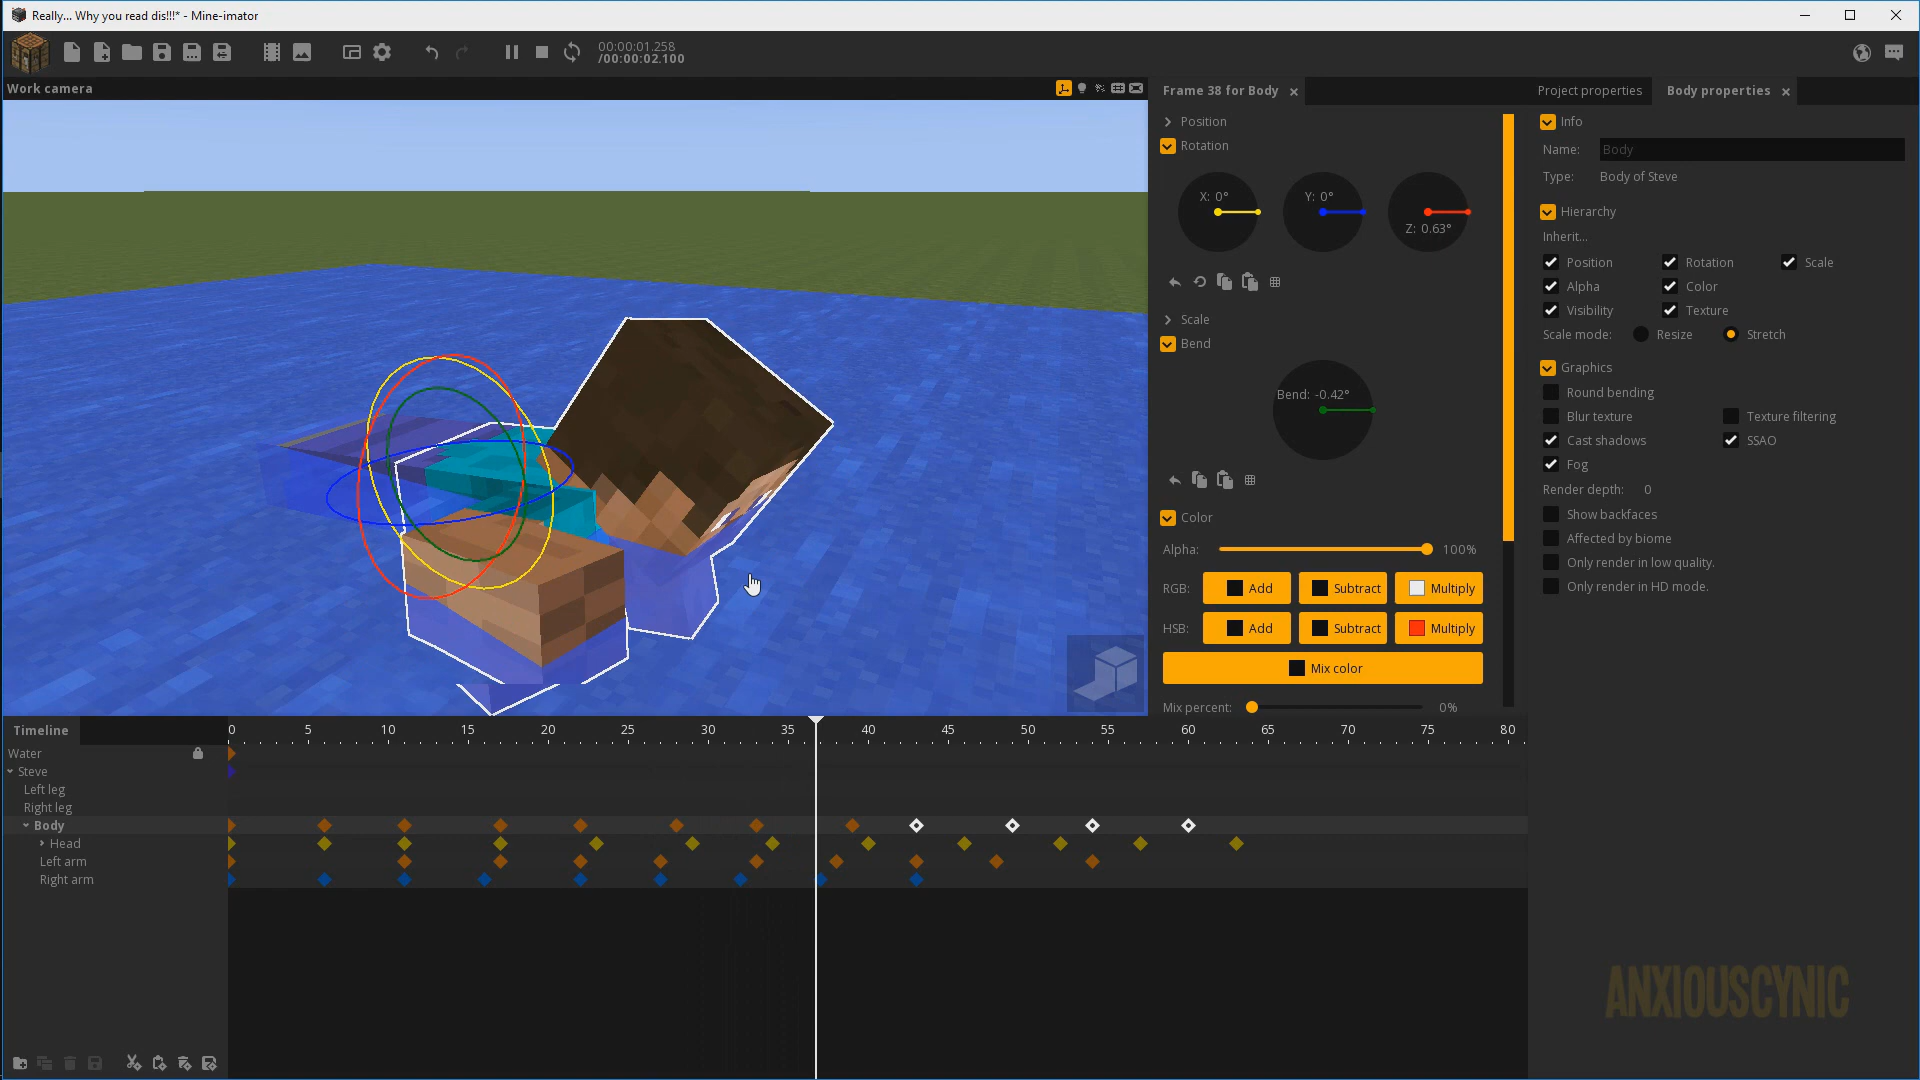 Really... Why you read dis!!!* - Mine-imator
00:00:01.258
/00:00:02.100
Work camera
Frame 38 for Body
Project properties
Body properties
Position
Rotation
X: 0°
Y: 0°
Z: 0.63°
Scale
Bend
Bend: -0.42°
Color
Alpha:
100%
RGB:
Add
Subtract
Multiply
HSB:
Add
Subtract
Multiply
Mix color
Mix percent:
0%
Info
Name:
Body
Type:
Body of Steve
Hierarchy
Inherit...
Position
Rotation
Scale
Alpha
Color
Visibility
Texture
Scale mode:
Resize
Stretch
Graphics
Round bending
Blur texture
Texture filtering
Cast shadows
SSAO
Fog
Render depth:
0
Show backfaces
Affected by biome
Only render in low quality.
Only render in HD mode.
Timeline
0 5 10 15 20 25 30 35 40 45 50 55 60 65 70 75 80
Water
Steve
Left leg
Right leg
Body
Head
Left arm
Right arm
ANXIOUSCYNIC